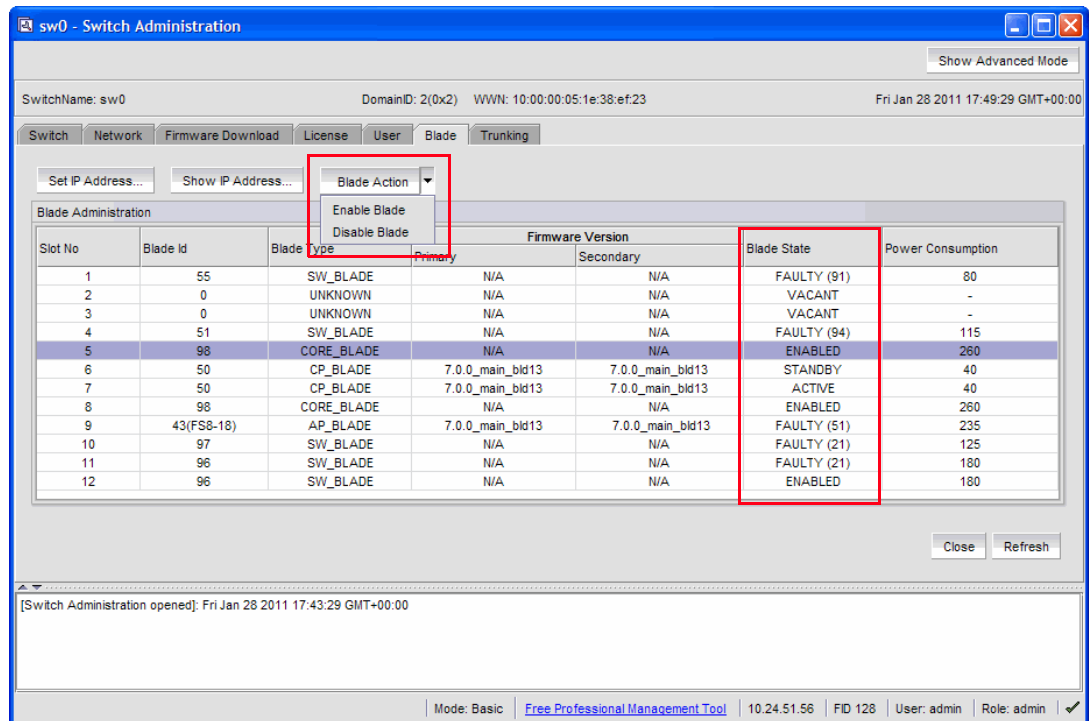 sw0 - Switch Administration
Show Advanced Mode
SwitchName: sw0 DomainID: 2(0x2) WWN: 10:00:00:05:1e:38:ef:23 Fri Jan 28 2011 17:49:29 GMT+00:00
Switch Network Firmware Download License User Blade Trunking
Set IP Address... Show IP Address... Blade Action
Enable Blade
Disable Blade
Blade Administration
Slot No Blade Id Blade Type Firmware Version Blade State Power Consumption
Primary Secondary
1 55 SW_BLADE N/A N/A FAULTY (91) 80
2 0 UNKNOWN N/A N/A VACANT -
3 0 UNKNOWN N/A N/A VACANT -
4 51 SW_BLADE N/A N/A FAULTY (94) 115
5 98 CORE_BLADE N/A N/A ENABLED 260
6 50 CP_BLADE 7.0.0_main_bld13 7.0.0_main_bld13 STANDBY 40
7 50 CP_BLADE 7.0.0_main_bld13 7.0.0_main_bld13 ACTIVE 40
8 98 CORE_BLADE N/A N/A ENABLED 260
9 43(FS8-18) AP_BLADE 7.0.0_main_bld13 7.0.0_main_bld13 FAULTY (51) 235
10 97 SW_BLADE N/A N/A FAULTY (21) 125
11 96 SW_BLADE N/A N/A FAULTY (21) 180
12 96 SW_BLADE N/A N/A ENABLED 180
Close Refresh
[Switch Administration opened]: Fri Jan 28 2011 17:43:29 GMT+00:00
Mode: Basic Free Professional Management Tool 10.24.51.56 FID 128 User: admin Role: admin